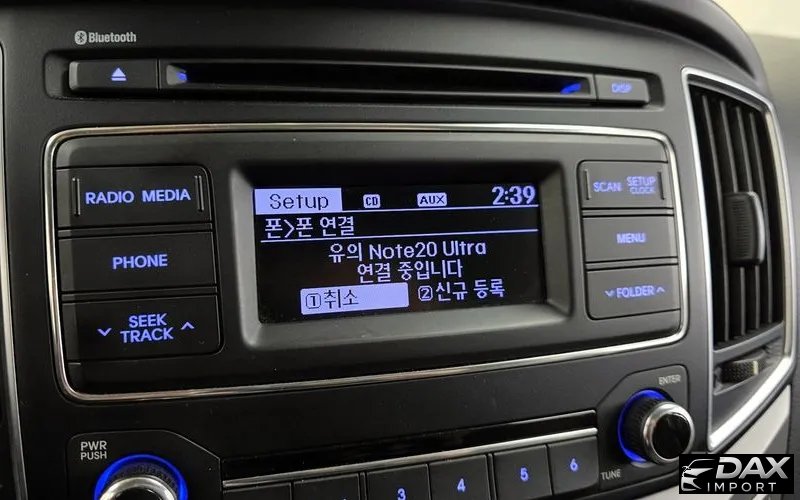 Bluetooth
DISP
RADIO MEDIA
PHONE
SEEK
TRACK
Setup CD AUX 2:39
폰>폰 연결
유의 Note20 Ultra
연결 중입니다
①취소 ②신규 등록
SCAN SETUP
CLOCK
MENU
FOLDER
PWR
PUSH
3 4 5 6
ENTER
TUNE
DAX
IMPORT